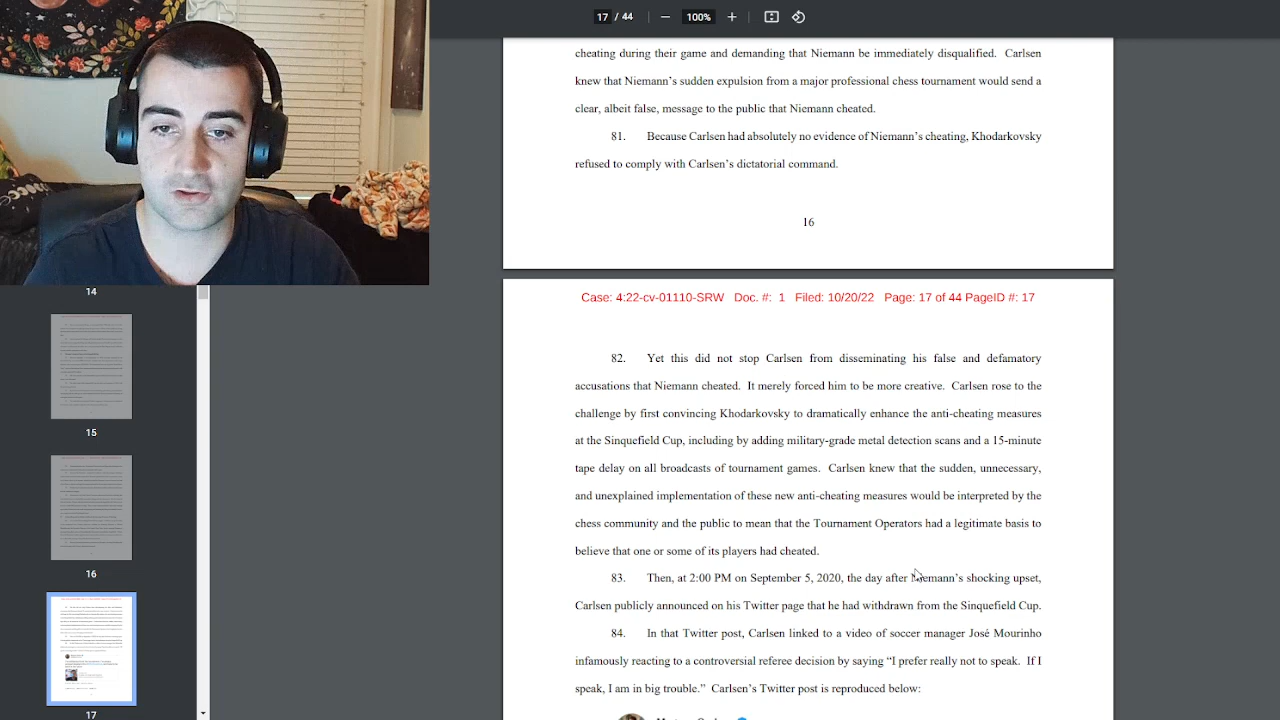 17 / 44
100%
cheating during their game and demanding that Niemann be immediately disqualified. Carlsen
knew that Niemann's sudden expulsion from a major professional chess tournament would send a
clear, albeit false, message to the public that Niemann cheated.
81. Because Carlsen had absolutely no evidence of Niemann's cheating, Khodarkovsky
refused to comply with Carlsen's dictatorial command.
16
Case: 4:22-cv-01110-SRW Doc. #: 1 Filed: 10/20/22 Page: 17 of 44 PageID #: 17
82. Yet this did not stop Carlsen from disseminating his false and defamatory
accusations that Niemann cheated. It merely forced him to be more creative. Carlsen rose to the
challenge by first convincing Khodarkovsky to dramatically enhance the anti-cheating measures
at the Sinquefield Cup, including by adding military-grade metal detection scans and a 15-minute
tape delay on all broadcasts of tournament games. Carlsen knew that the sudden, unnecessary,
and unexplained implementation of these new anti-cheating measures would be interpreted by the
chess community and the public to mean that the Tournament Operators had a legitimate basis to
believe that one or some of its players had cheated.
83. Then, at 2:00 PM on September 5, 2020, the day after Niemann's shocking upset,
Carlsen publicly announced on his Twitter page that he had withdrawn from the Sinquefield Cup.
84. In that Twitter post, Carlsen included a video of soccer manager Jose Mourinho
infamously reacting to a controversial referee decision by stating "I prefer really not to speak. If I
speak, I am in big trouble." Carlsen's Twitter post is reproduced below:
14
15
16
17